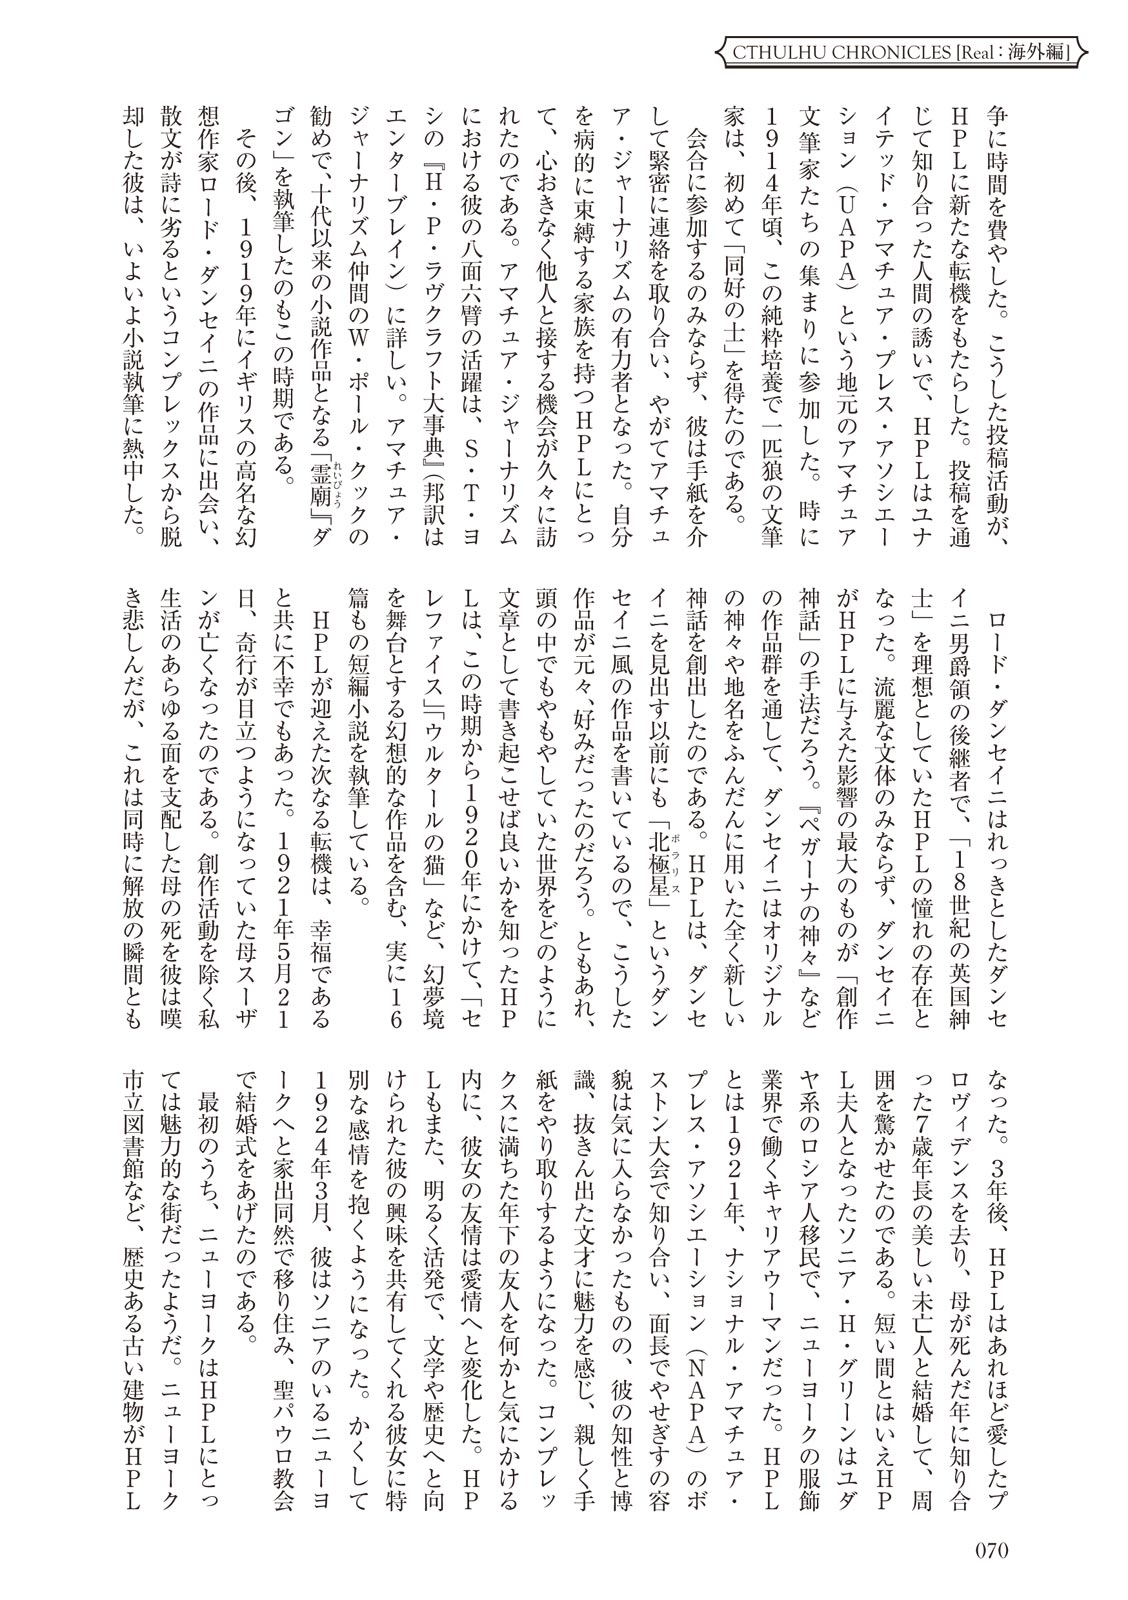 CTHULHU CHRONICLES [Real：海外編]
争に時間を費やした。こうした投稿活動が、
HPLに新たな転機をもたらした。投稿を通
じて知り合った人間の誘いで、HPLはユナ
イテッド・アマチュア・プレス・アソシエー
ション（UAPA）という地元のアマチュア
文筆家たちの集まりに参加した。時に
1914年頃、この純粋培養で一匹狼の文筆
家は、初めて「同好の士」を得たのである。
会合に参加するのみならず、彼は手紙を介
して緊密に連絡を取り合い、やがてアマチュ
ア・ジャーナリズムの有力者となった。自分
を病的に束縛する家族を持つHPLにとっ
て、心おきなく他人と接する機会が久々に訪
れたのである。アマチュア・ジャーナリズム
における彼の八面六臂の活躍は、S・T・ヨ
シの『H・P・ラヴクラフト大事典』（邦訳は
エンターブレイン）に詳しい。アマチュア・
ジャーナリズム仲間のW・ポール・クックの
勧めで、十代以来の小説作品となる「霊廟」『ダ
れいびょう
ゴン」を執筆したのもこの時期である。
その後、1919年にイギリスの高名な幻
想作家ロード・ダンセイニの作品に出会い、
散文が詩に劣るというコンプレックスから脱
却した彼は、いよいよ小説執筆に熱中した。
ロード・ダンセイニはれっきとしたダンセ
イニ男爵領の後継者で、「18世紀の英国紳
士」を理想としていたHPLの憧れの存在と
なった。流麗な文体のみならず、ダンセイニ
がHPLに与えた影響の最大のものが「創作
神話」の手法だろう。『ペガーナの神々』など
の作品群を通して、ダンセイニはオリジナル
の神々や地名をふんだんに用いた全く新しい
神話を創出したのである。HPLは、ダンセ
イニを見出す以前にも「北極星」というダン
ポラリス
セイニ風の作品を書いているので、こうした
作品が元々、好みだったのだろう。ともあれ、
頭の中でもやもやしていた世界をどのように
文章として書き起こせば良いかを知ったHP
Lは、この時期から1920年にかけて、「セ
レファイス」「ウルタールの猫」など、幻夢境
を舞台とする幻想的な作品を含む、実に16
篇もの短編小説を執筆している。
HPLが迎えた次なる転機は、幸福である
と共に不幸でもあった。1921年5月21
日、奇行が目立つようになっていた母スーザ
ンが亡くなったのである。創作活動を除く私
生活のあらゆる面を支配した母の死を彼は嘆
き悲しんだが、これは同時に解放の瞬間とも
なった。3年後、HPLはあれほど愛したプ
ロヴィデンスを去り、母が死んだ年に知り合
った7歳年長の美しい未亡人と結婚して、周
囲を驚かせたのである。短い間とはいえHP
L夫人となったソニア・H・グリーンはユダ
ヤ系のロシア人移民で、ニューヨークの服飾
業界で働くキャリアウーマンだった。HPL
とは1921年、ナショナル・アマチュア・
プレス・アソシエーション（NAPA）のボ
ストン大会で知り合い、面長でやせぎすの容
貌は気に入らなかったものの、彼の知性と博
識、抜きん出た文才に魅力を感じ、親しく手
紙をやり取りするようになった。コンプレッ
クスに満ちた年下の友人を何かと気にかける
内に、彼女の友情は愛情へと変化した。HP
Lもまた、明るく活発で、文学や歴史へと向
けられた彼の興味を共有してくれる彼女に特
別な感情を抱くようになった。かくして
1924年3月、彼はソニアのいるニューヨ
ークへと家出同然で移り住み、聖パウロ教会
で結婚式をあげたのである。
最初のうち、ニューヨークはHPLにとっ
ては魅力的な街だったようだ。ニューヨーク
市立図書館など、歴史ある古い建物がHPL
070